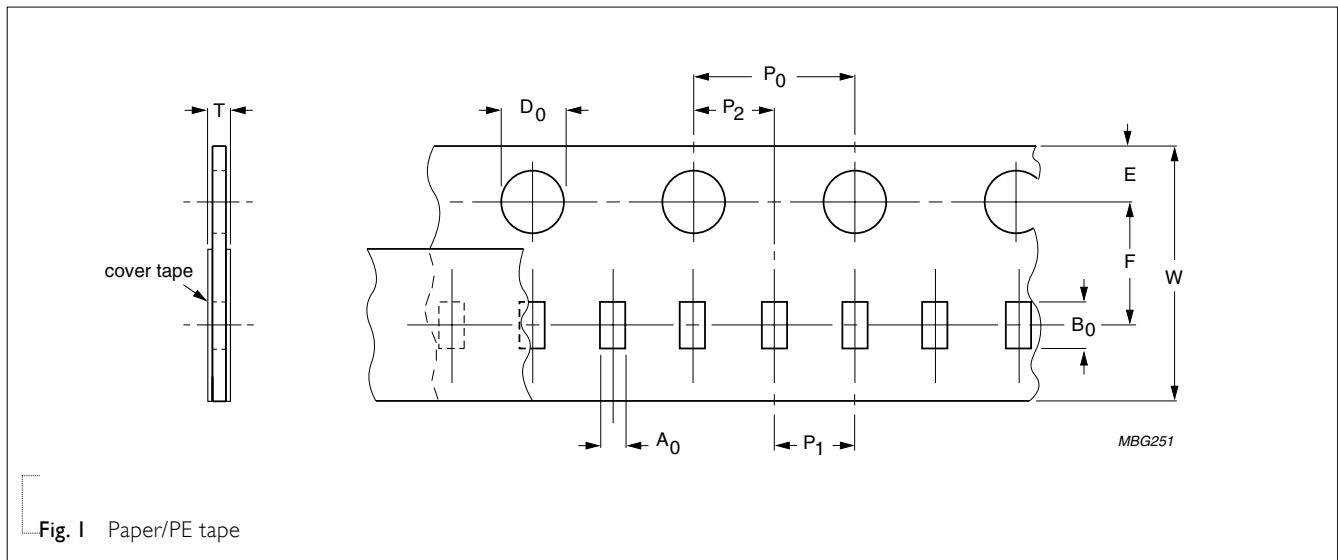 P0
T
D0
P2
E
F
W
cover tape
B0
A0
P1
MBG251
Fig. 1 Paper/PE tape